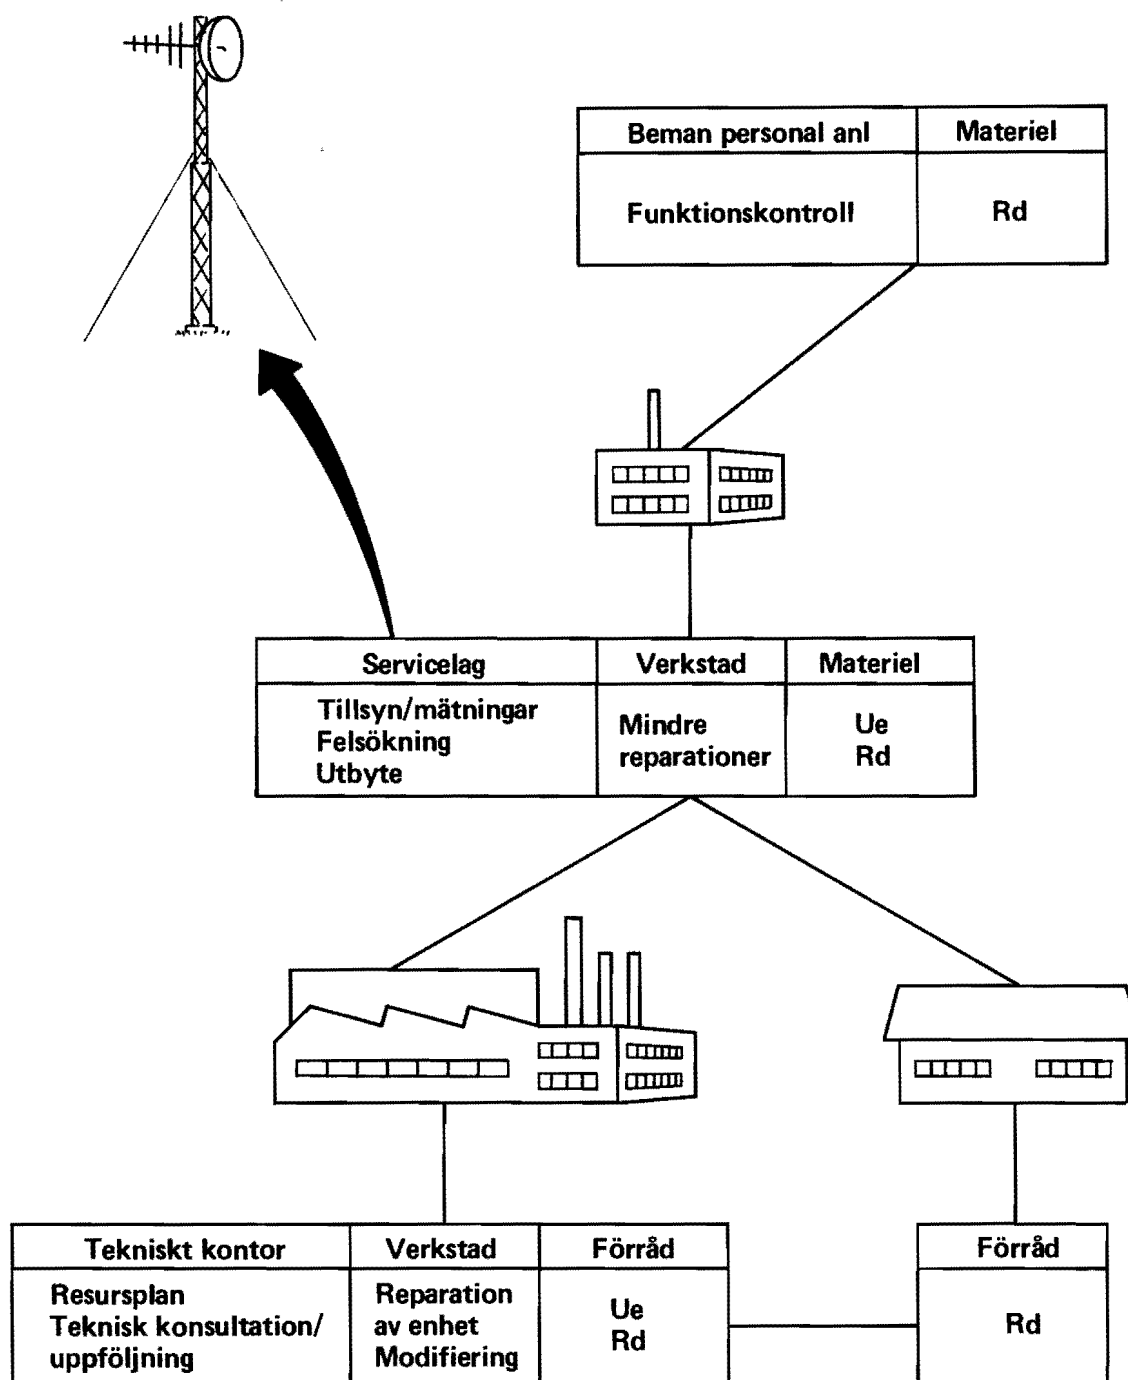 Beman personal anl
Materiel
Funktionskontroll
Rd
Servicelag
Verkstad
Materiel
Tillsyn/mätningar
Felsökning
Utbyte
Mindre
reparationer
Ue
Rd
Tekniskt kontor
Verkstad
Förråd
Resursplan
Teknisk konsultation/
uppföljning
Reparation
av enhet
Modifiering
Ue
Rd
Förråd
Rd